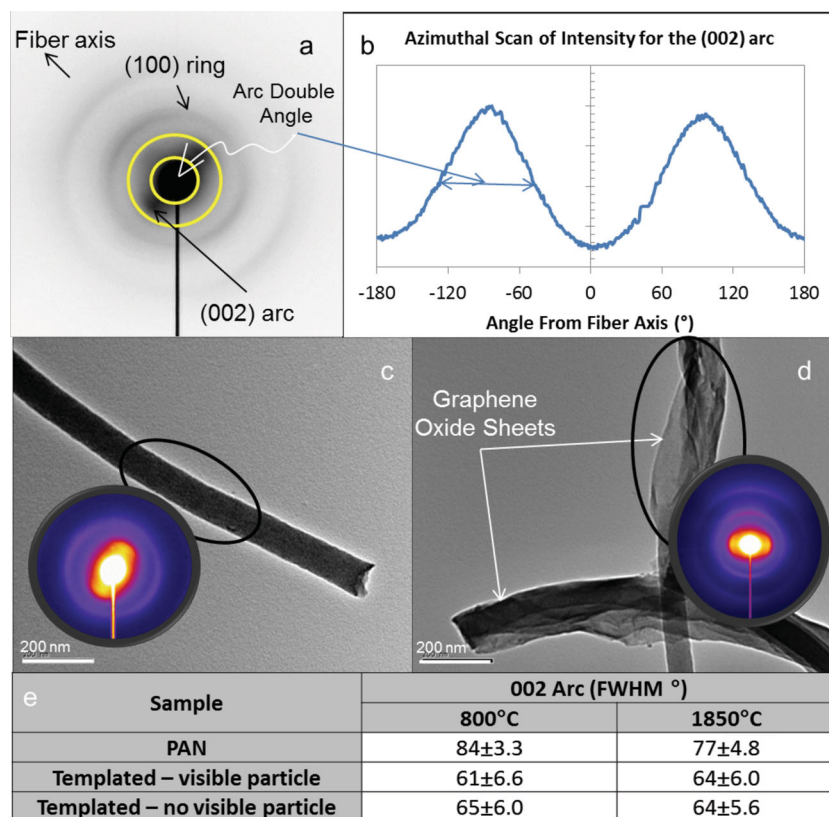 Fiber axis
a
(100) ring
Arc Double
Angle
(002) arc
b
Azimuthal Scan of Intensity for the (002) arc
-180 -120 -60 0 60 120 180
Angle From Fiber Axis (°)
c
200 nm
d
Graphene
Oxide Sheets
200 nm
e
Sample 002 Arc (FWHM °)
800°C 1850°C
PAN 84±3.3 77±4.8
Templated – visible particle 61±6.6 64±6.0
Templated – no visible particle 65±6.0 64±5.6